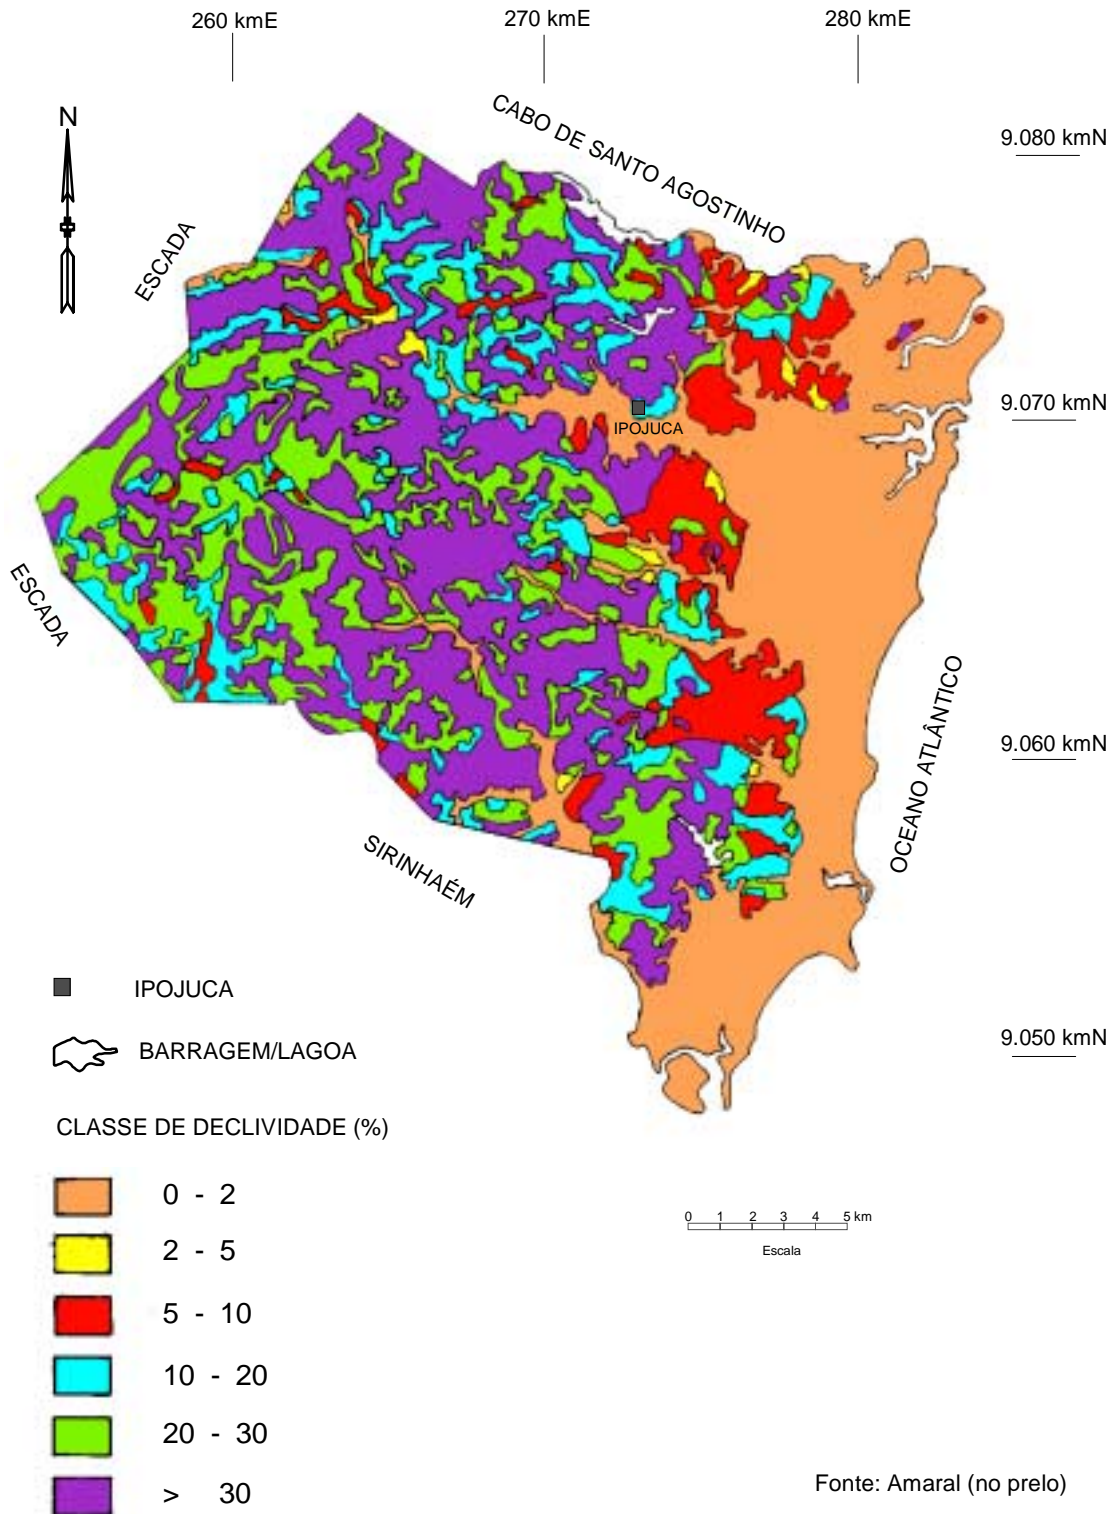 260 kmE
270 kmE
280 kmE
N
CABO DE SANTO AGOSTINHO
9.080 kmN
ESCADA
9.070 kmN
IPOJUCA
ESCADA
OCEANO ATLÂNTICO
9.060 kmN
SIRINHAÉM
IPOJUCA
9.050 kmN
BARRAGEM/LAGOA
CLASSE DE DECLIVIDADE (%)
0 - 2
2 - 5
5 - 10
10 - 20
20 - 30
> 30
0 1 2 3 4 5 km
Escala
Fonte: Amaral (no prelo)